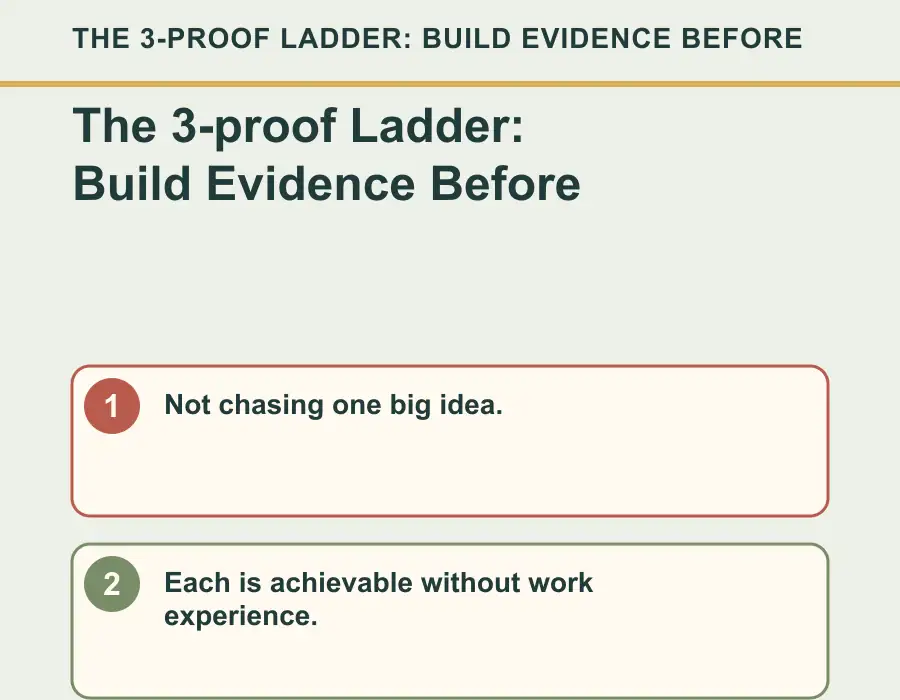 THE 3-PROOF LADDER: BUILD EVIDENCE BEFORE
The 3-proof Ladder:
Build Evidence Before
1
Not chasing one big idea.
2
Each is achievable without work
experience.